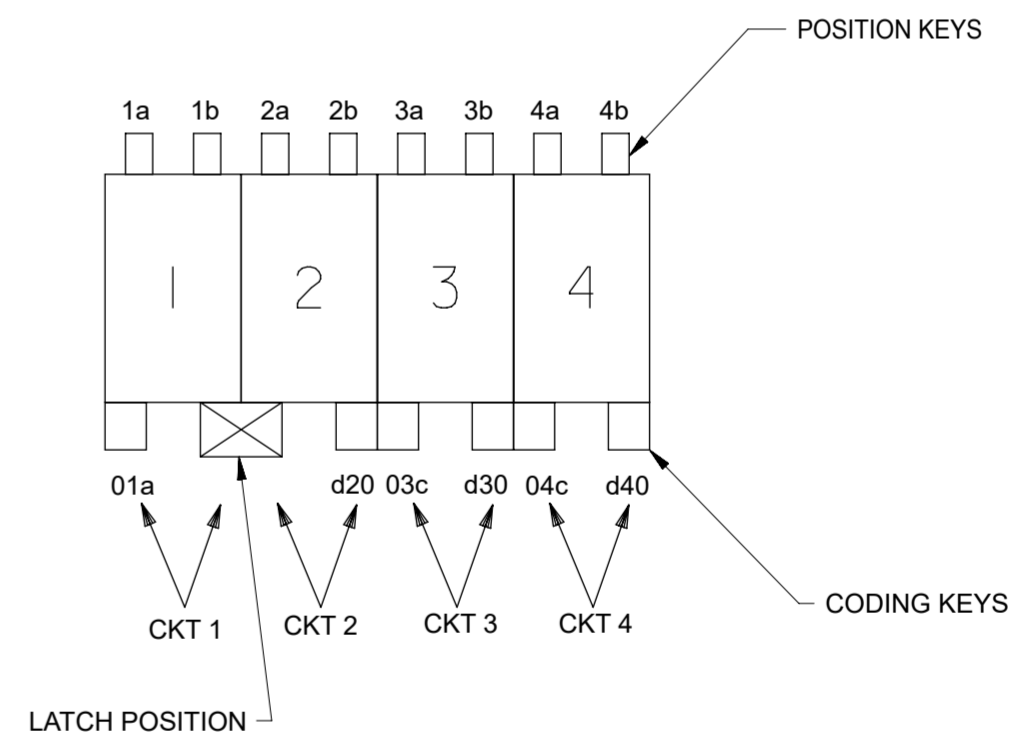 POSITION KEYS
1a 1b 2a 2b 3a 3b 4a 4b
1 2 3 4
01a d20 03c d30 04c d40
CODING KEYS
CKT 1 CKT 2 CKT 3 CKT 4
LATCH POSITION